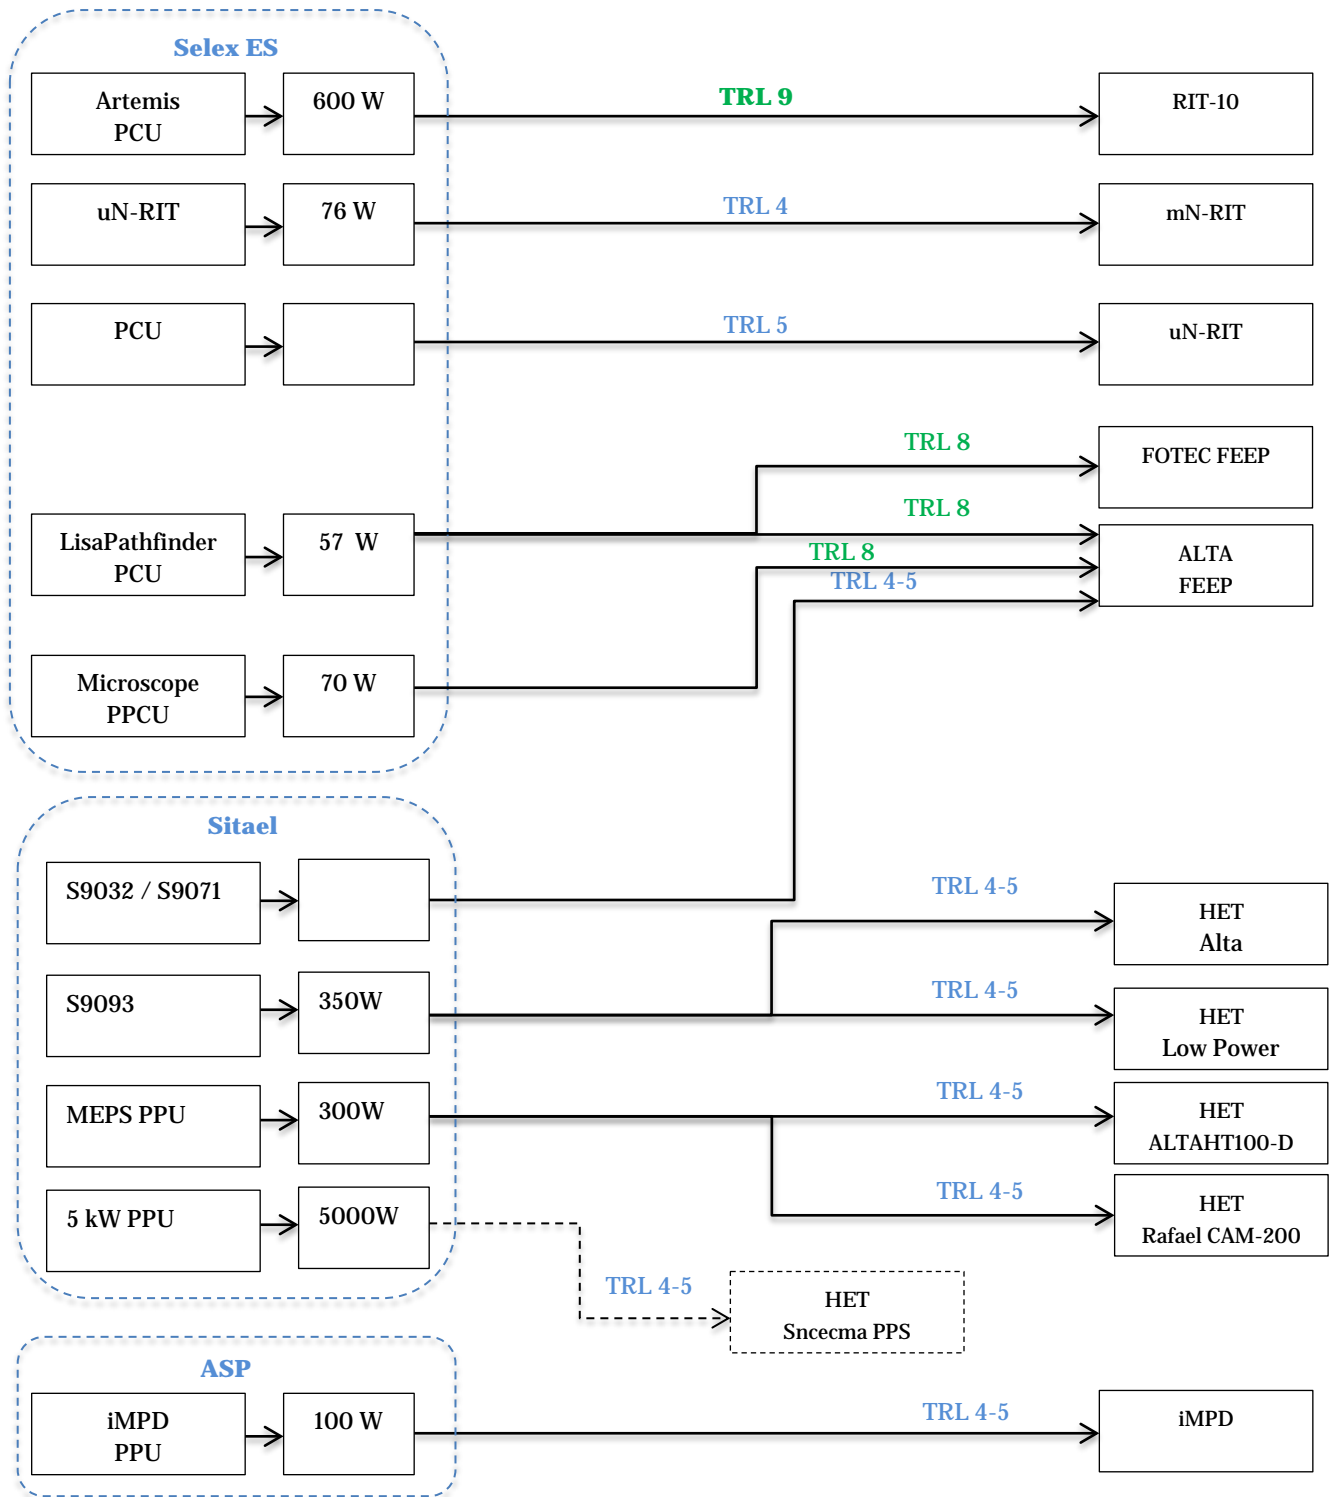 Selex ES
Artemis
PCU
600 W
TRL 9
RIT-10
uN-RIT
76 W
TRL 4
mN-RIT
PCU
TRL 5
uN-RIT
TRL 8
FOTEC FEEP
LisaPathfinder
PCU
57 W
TRL 8
TRL 8
TRL 4-5
ALTA
FEEP
Microscope
PPCU
70 W
Sitael
S9032 / S9071
TRL 4-5
HET
Alta
S9093
350W
TRL 4-5
HET
Low Power
MEPS PPU
300W
TRL 4-5
HET
ALTAHT100-D
5 kW PPU
5000W
TRL 4-5
HET
Rafael CAM-200
TRL 4-5
HET
Sncecma PPS
ASP
iMPD
PPU
100 W
TRL 4-5
iMPD